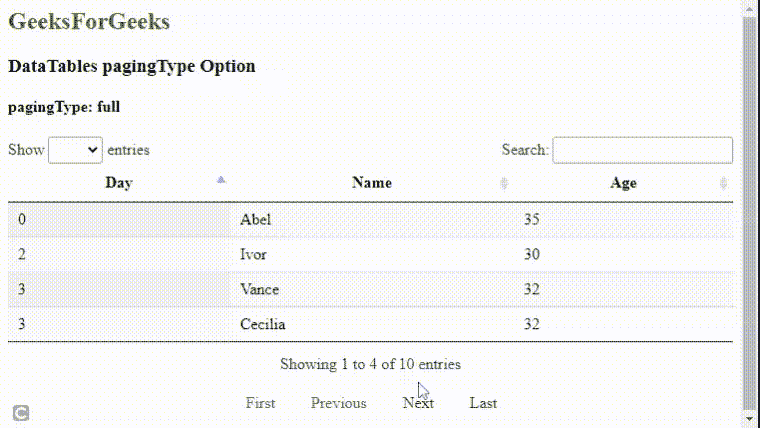 GeeksForGeeks
DataTables pagingType Option
pagingType: full
Show entries Search:
Day Name Age
0 Abel 35
2 Ivor 30
3 Vance 32
3 Cecilia 32
Showing 1 to 4 of 10 entries
First Previous Next Last
C